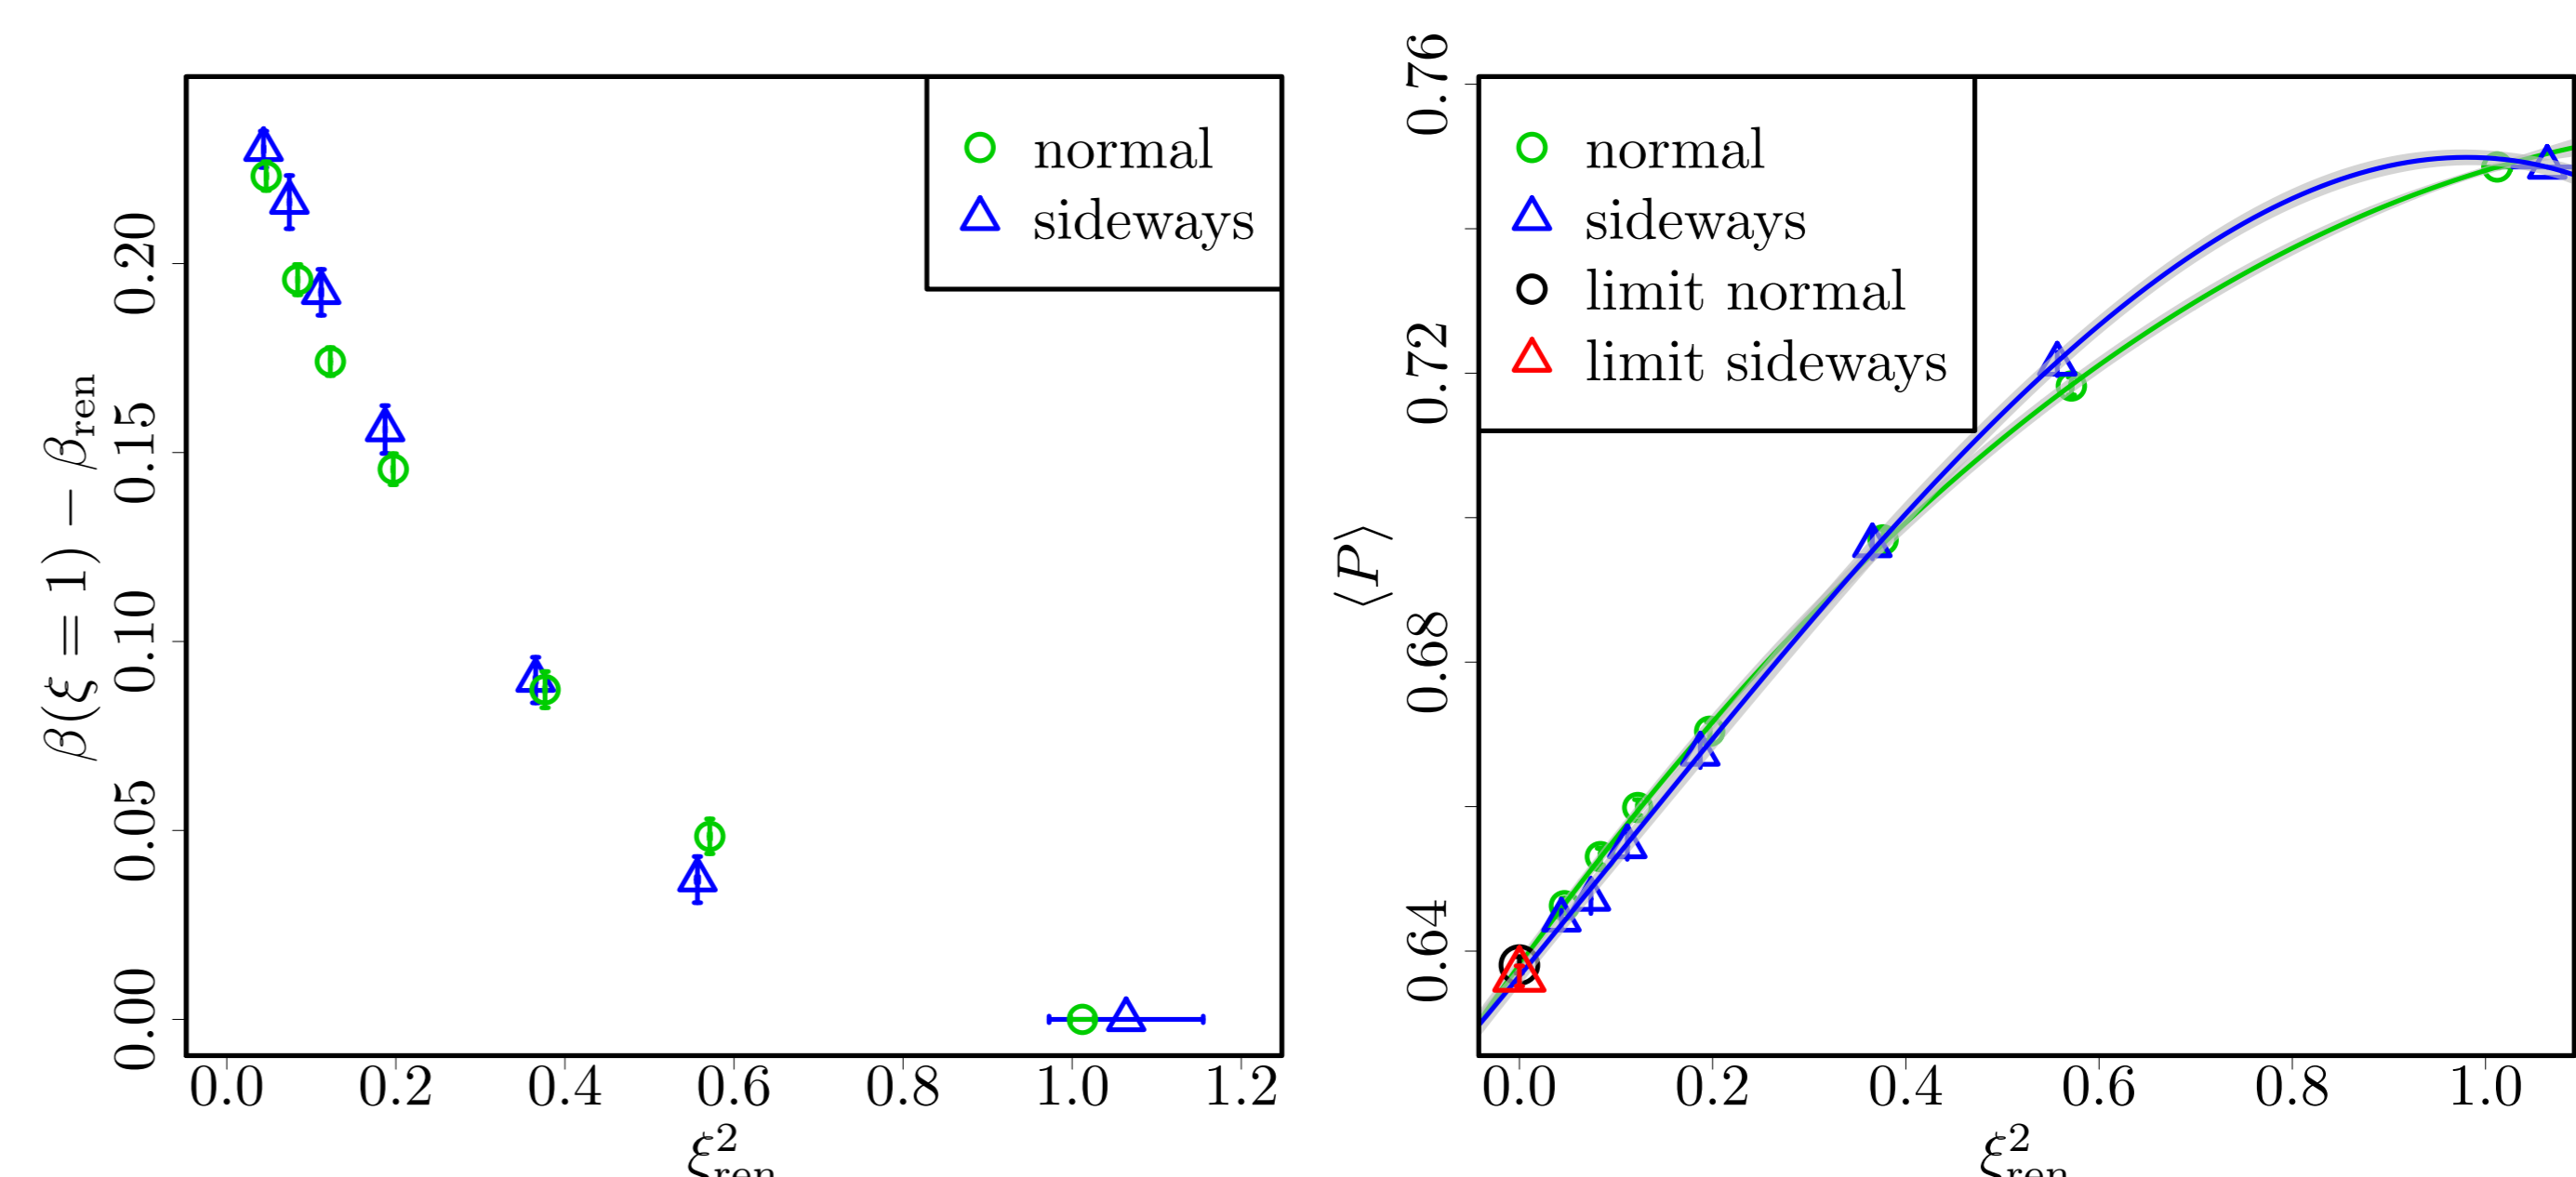 β(ξ = 1) − β_ren
0.20
0.15
0.10
0.05
0.00
normal
sideways
0.0 0.2 0.4 0.6 0.8 1.0 1.2
ξ²_ren
⟨P⟩
0.76
0.72
0.68
0.64
normal
sideways
limit normal
limit sideways
0.0 0.2 0.4 0.6 0.8 1.0
ξ²_ren